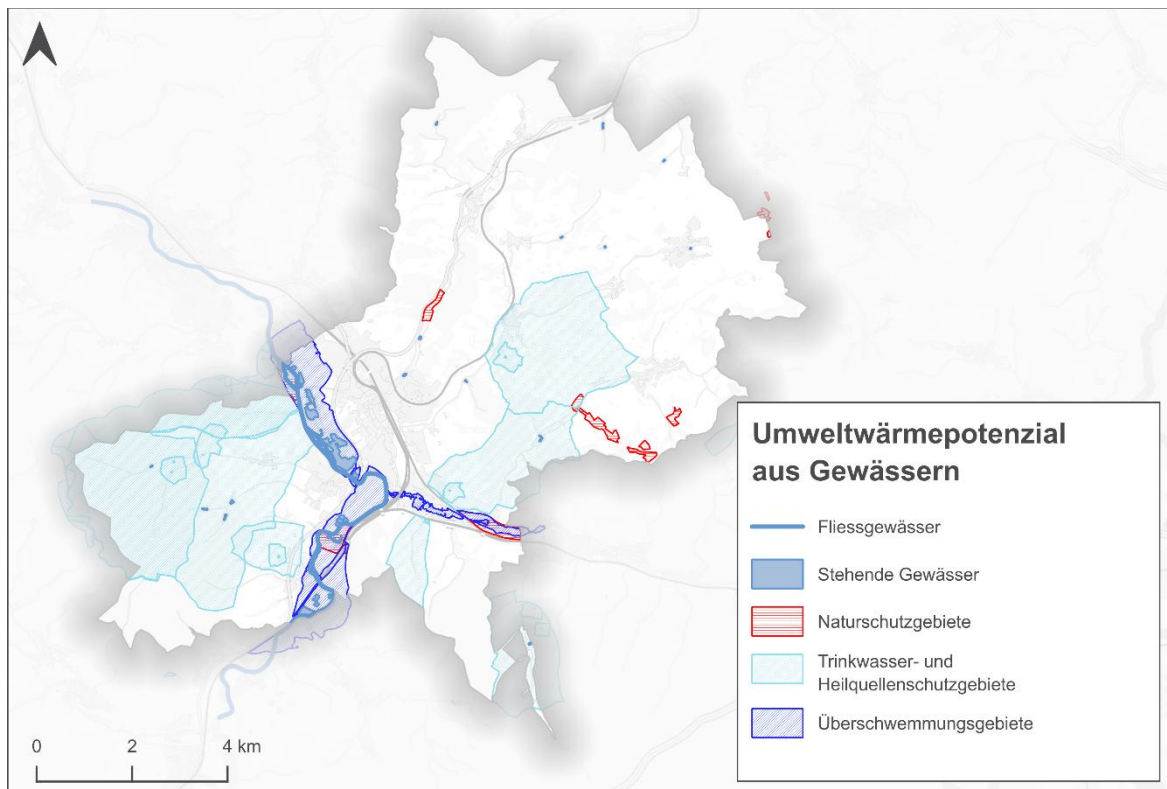 Umweltwärmepotenzial
aus Gewässern
Fliessgewässer
Stehende Gewässer
Naturschutzgebiete
Trinkwasser- und
Heilquellenschutzgebiete
Überschwemmungsgebiete
0 2 4 km